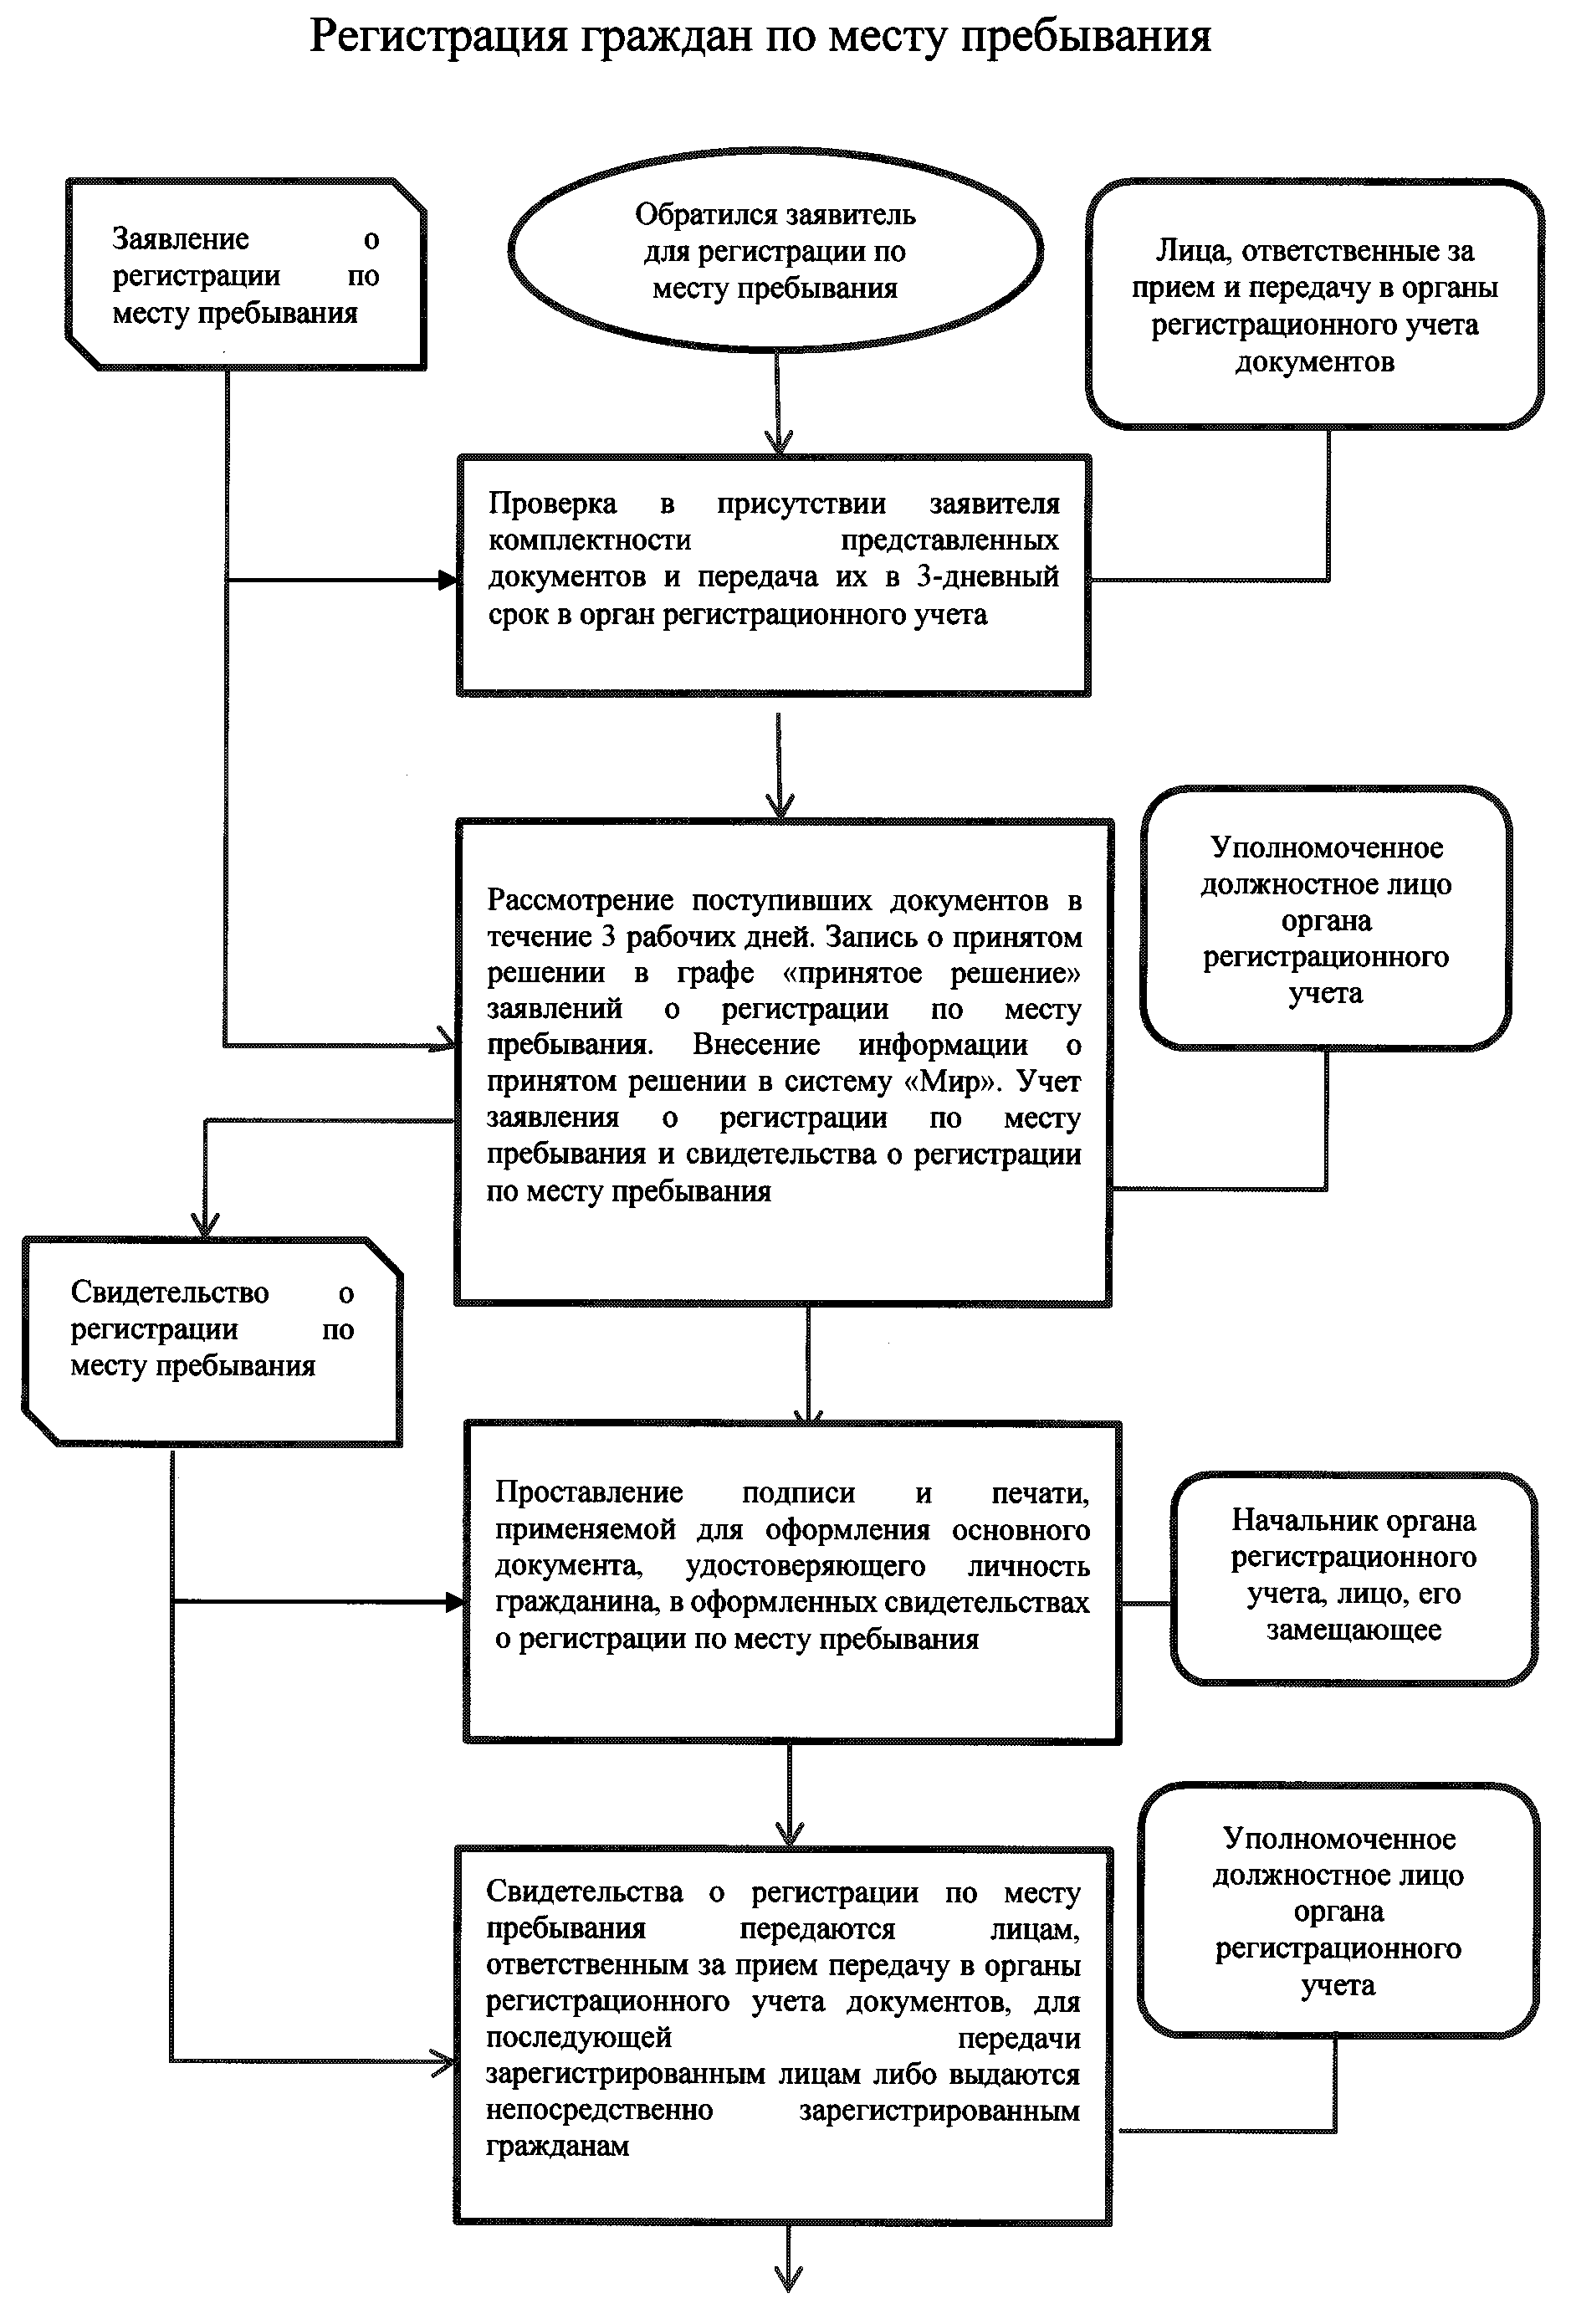 Регистрация граждан по месту пребывания
Заявление о
регистрации по
месту пребывания
Обратился заявитель
для регистрации по
месту пребывания
Лица, ответственные за
прием и передачу в органы
регистрационного учета
документов
Проверка в присутствии заявителя
комплектности представленных
документов и передача их в 3-дневный
срок в орган регистрационного учета
Рассмотрение поступивших документов в
течение 3 рабочих дней. Запись о принятом
решении в графе «принятое решение»
заявлений о регистрации по месту
пребывания. Внесение информации о
принятом решении в систему «Мир». Учет
заявления о регистрации по месту
пребывания и свидетельства о регистрации
по месту пребывания
Уполномоченное
должностное лицо
органа
регистрационного
учета
Свидетельство о
регистрации по
месту пребывания
Проставление подписи и печати,
применяемой для оформления основного
документа, удостоверяющего личность
гражданина, в оформленных свидетельствах
о регистрации по месту пребывания
Начальник органа
регистрационного
учета, лицо, его
замещающее
Свидетельства о регистрации по месту
пребывания передаются лицам,
ответственным за прием передачу в органы
регистрационного учета документов, для
последующей передачи
зарегистрированным лицам либо выдаются
непосредственно зарегистрированным
гражданам
Уполномоченное
должностное лицо
органа
регистрационного
учета